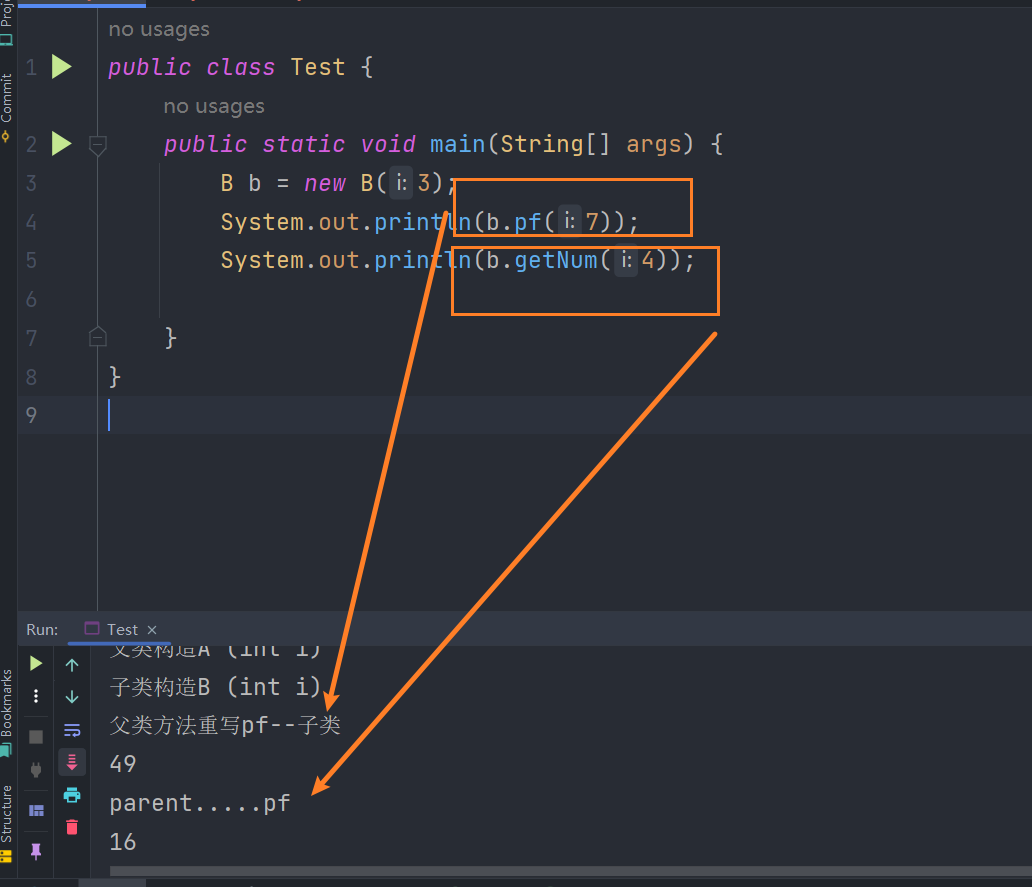 no usages
1 public class Test {
no usages
2 public static void main(String[] args) {
3 B b = new B( i: 3);
4 System.out.println(b.pf( i: 7));
5 System.out.println(b.getNum( i: 4));
6
7 }
8 }
9
Commit
Run: Test ×
父类构造A (int i)
子类构造B (int i)
父类方法重写pf--子类
49
parent.....pf
16
Bookmarks
Structure